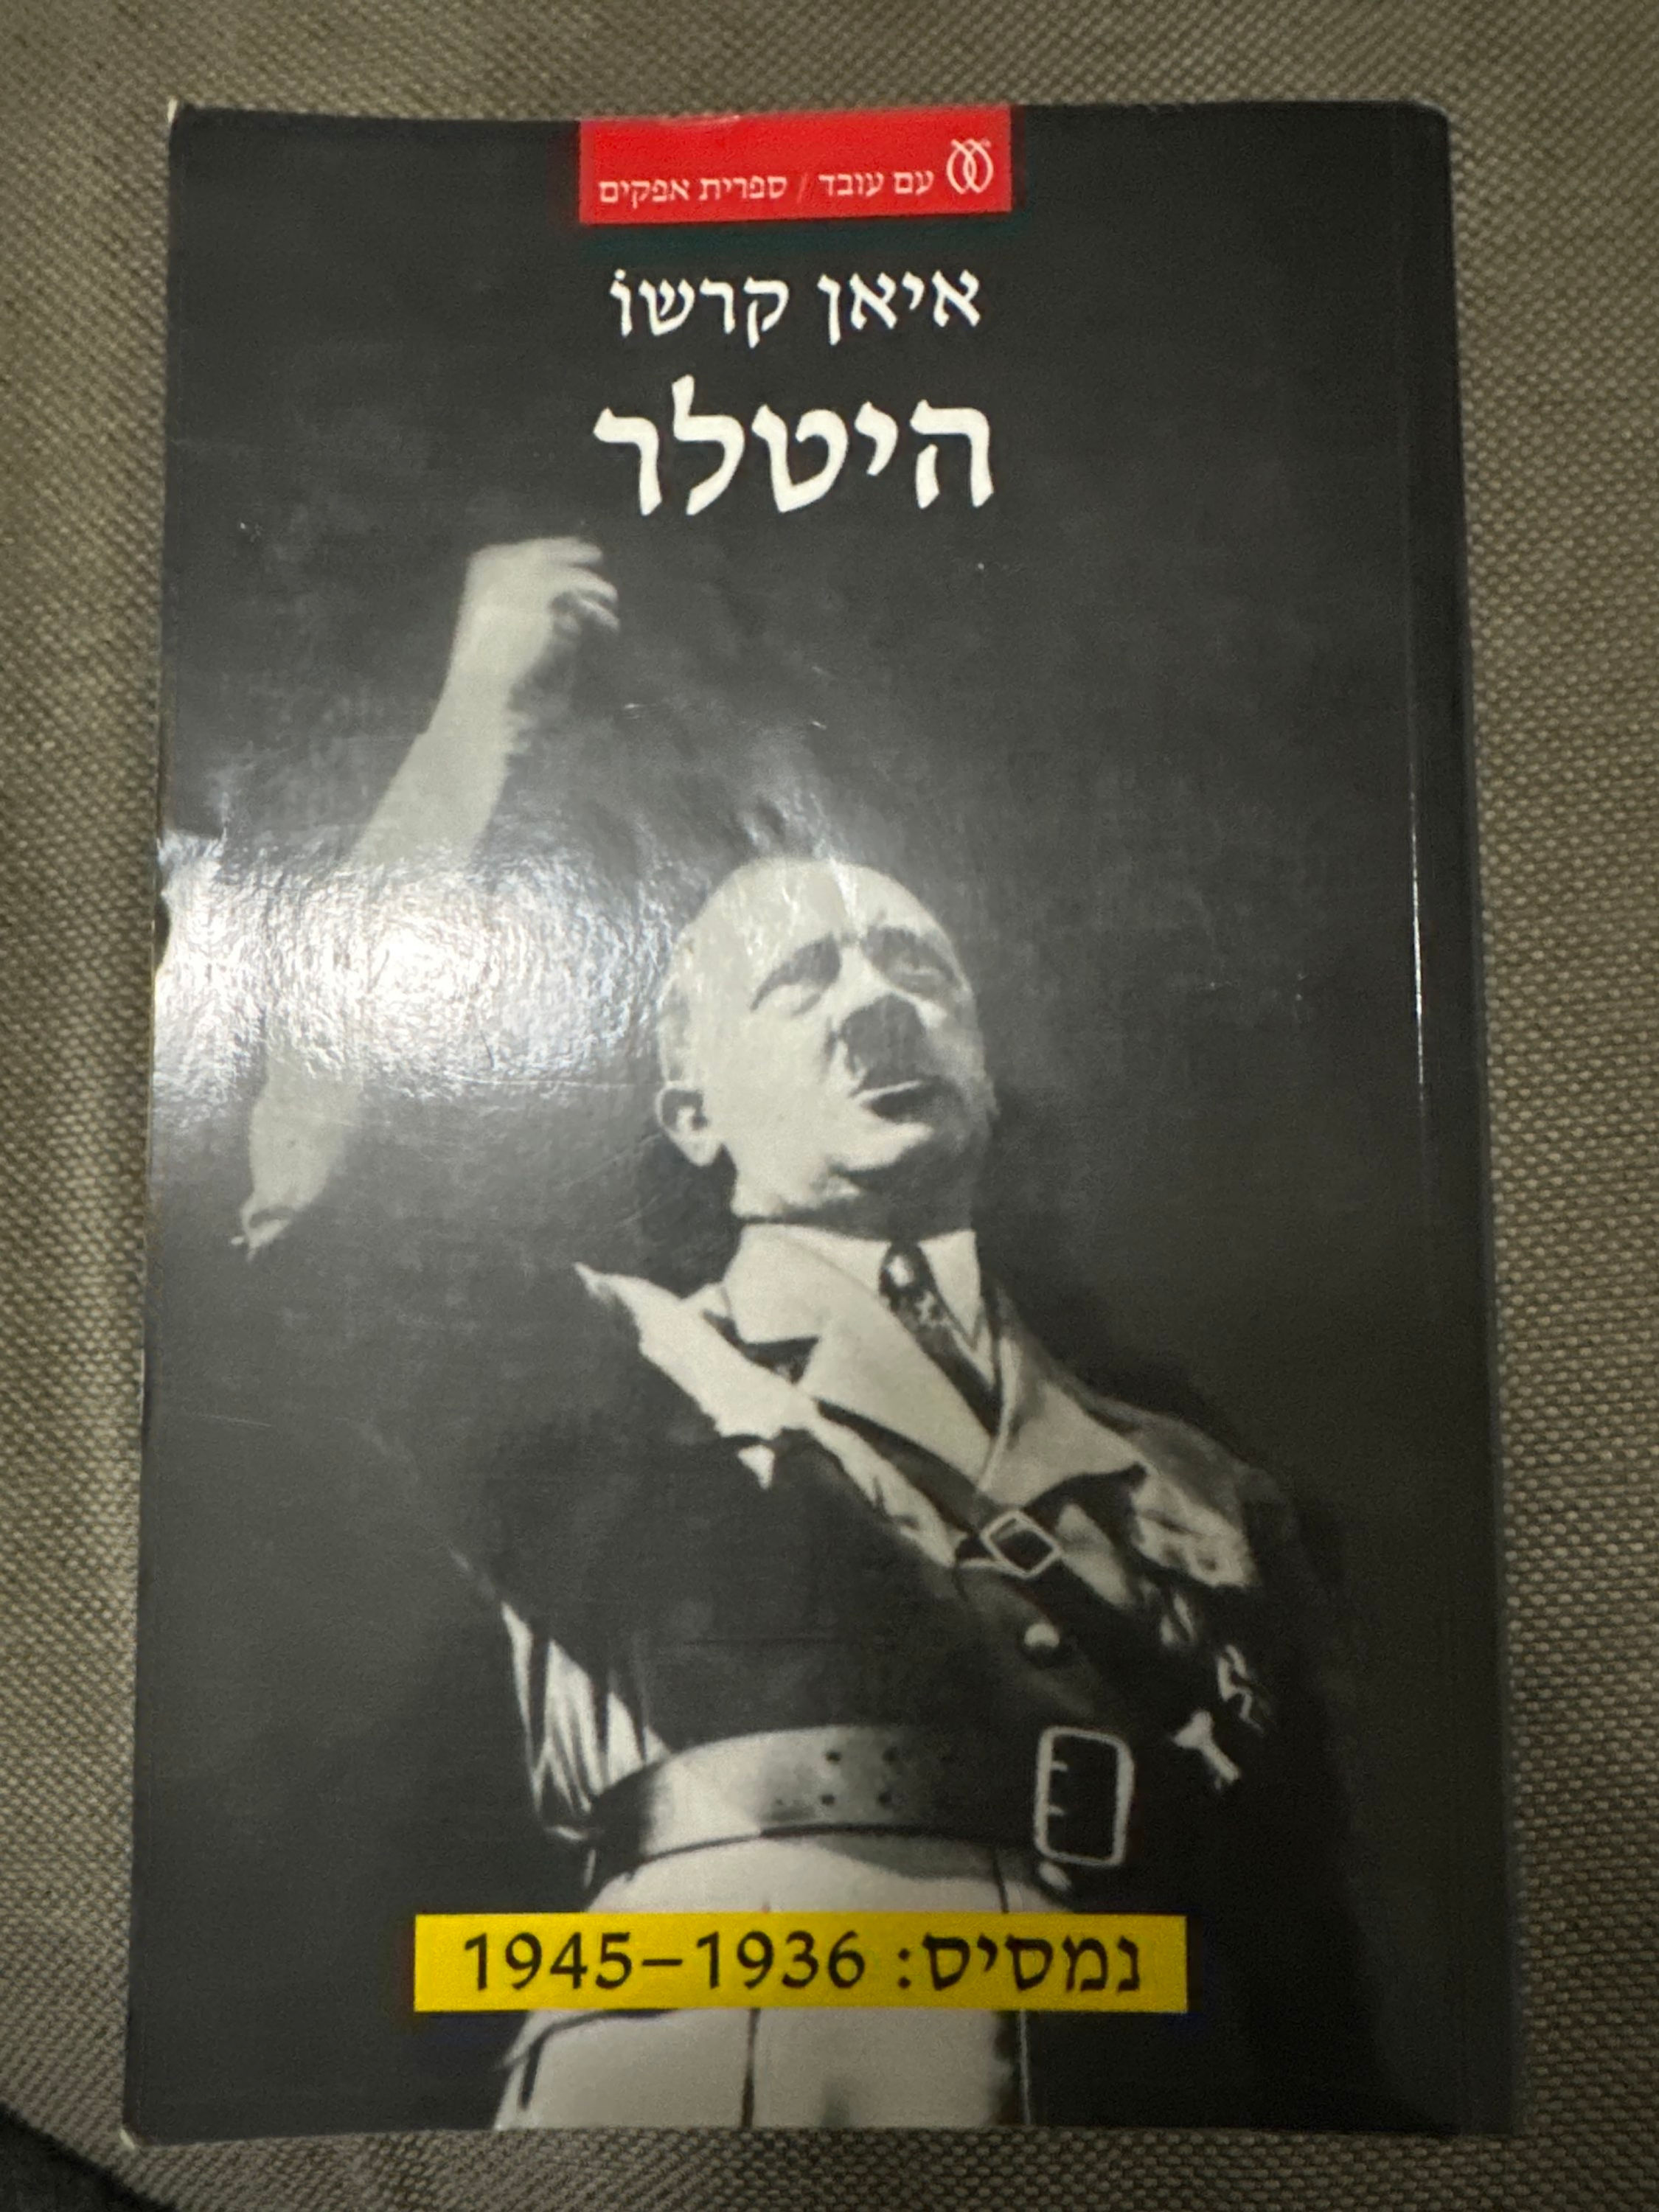 עם עובד / ספרית אפקים
איאן קרשוֹ
היטלר
נמסיס: 1936–1945